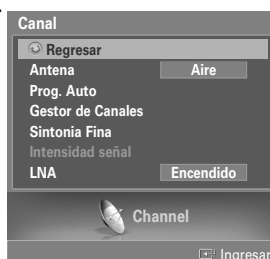 Canal
Regresar
Antena Aire
Prog. Auto
Gestor de Canales
Sintonia Fina
Intensidad señal
LNA Encendido
Channel
Ingresar